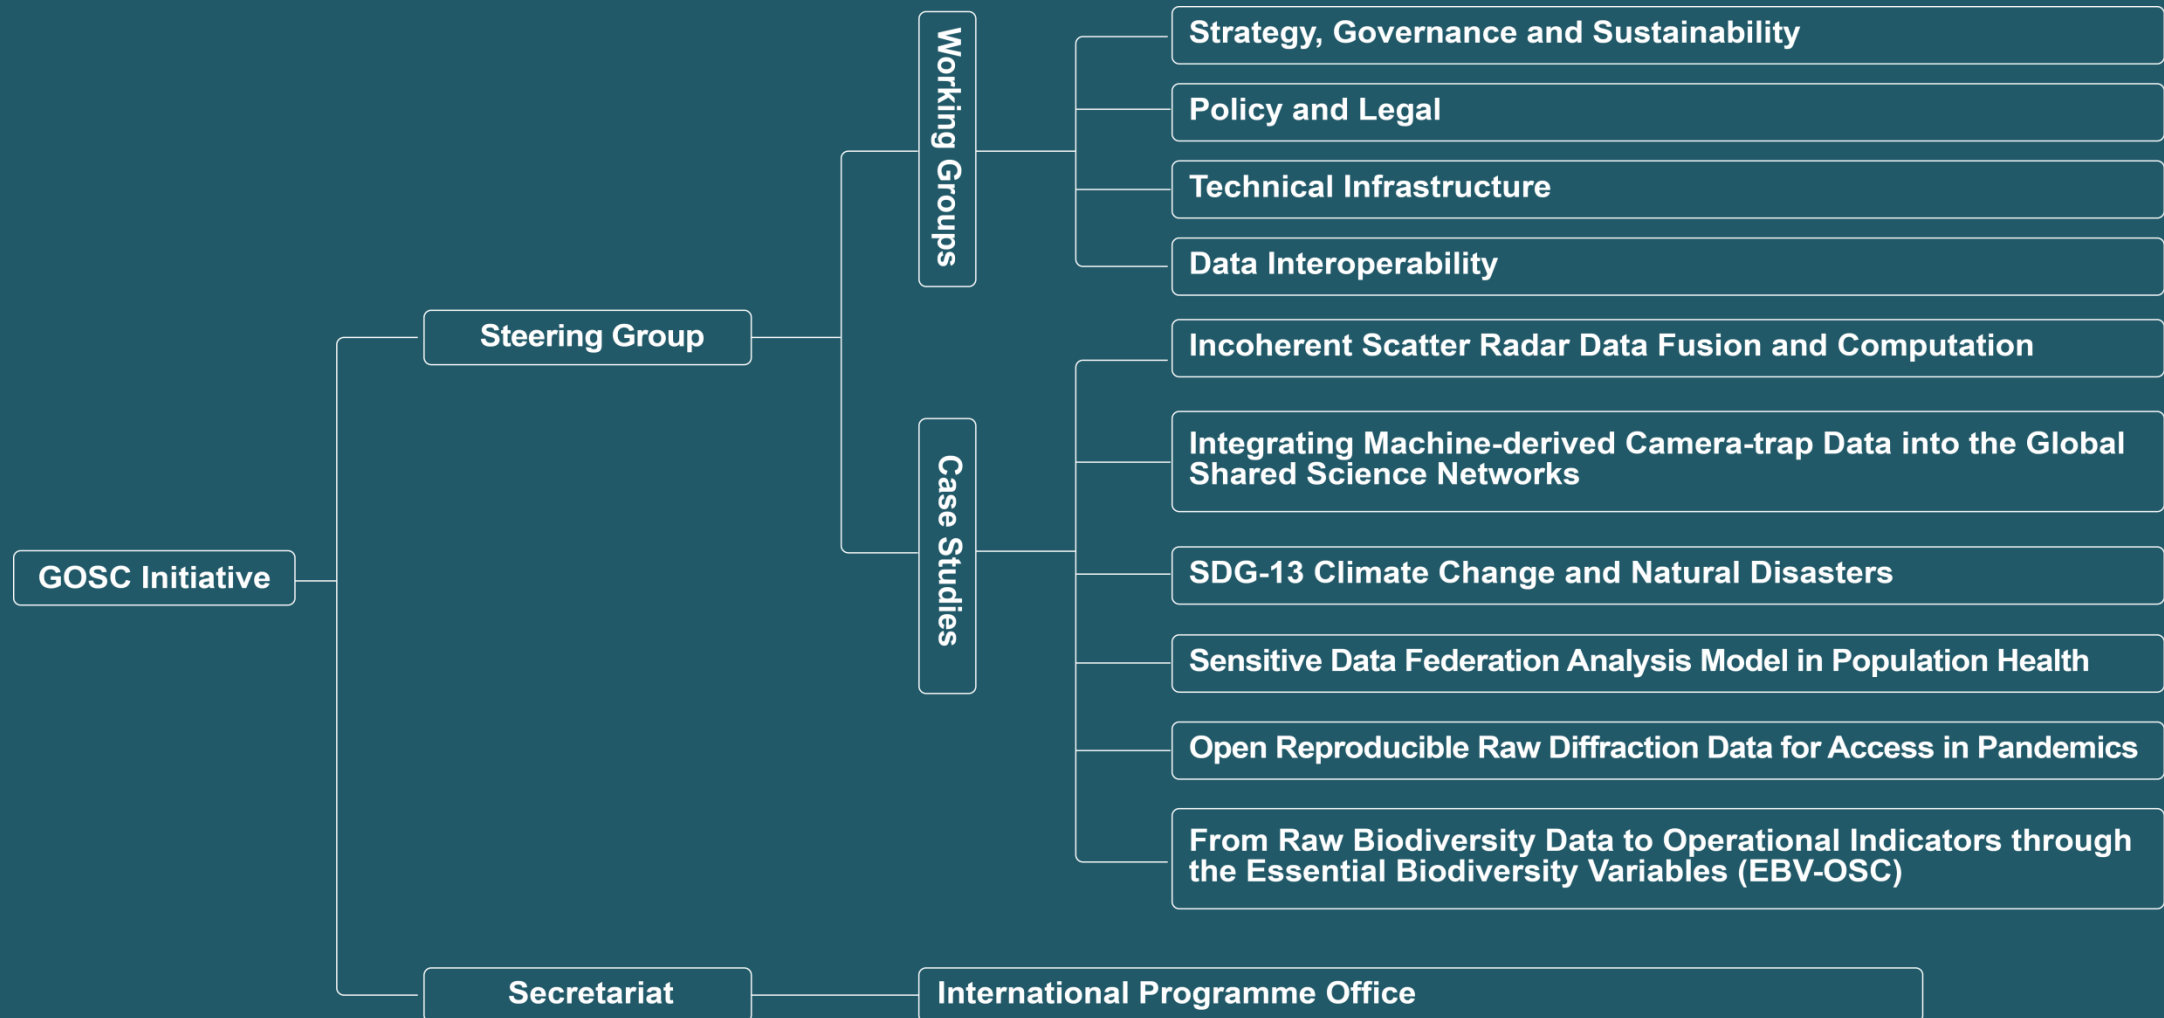 GOSC Initiative
Steering Group
Working Groups
Strategy, Governance and Sustainability
Policy and Legal
Technical Infrastructure
Data Interoperability
Case Studies
Incoherent Scatter Radar Data Fusion and Computation
Integrating Machine-derived Camera-trap Data into the Global
Shared Science Networks
SDG-13 Climate Change and Natural Disasters
Sensitive Data Federation Analysis Model in Population Health
Open Reproducible Raw Diffraction Data for Access in Pandemics
From Raw Biodiversity Data to Operational Indicators through
the Essential Biodiversity Variables (EBV-OSC)
Secretariat
International Programme Office